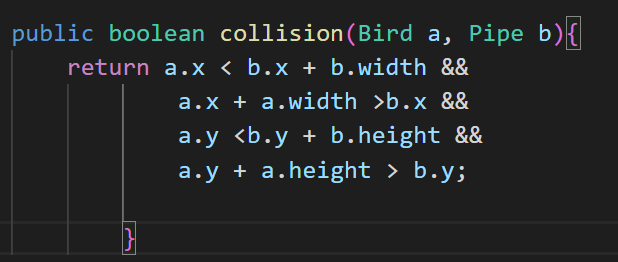 public boolean collision(Bird a, Pipe b){
return a.x < b.x + b.width &&
a.x + a.width >b.x &&
a.y <b.y + b.height &&
a.y + a.height > b.y;
}